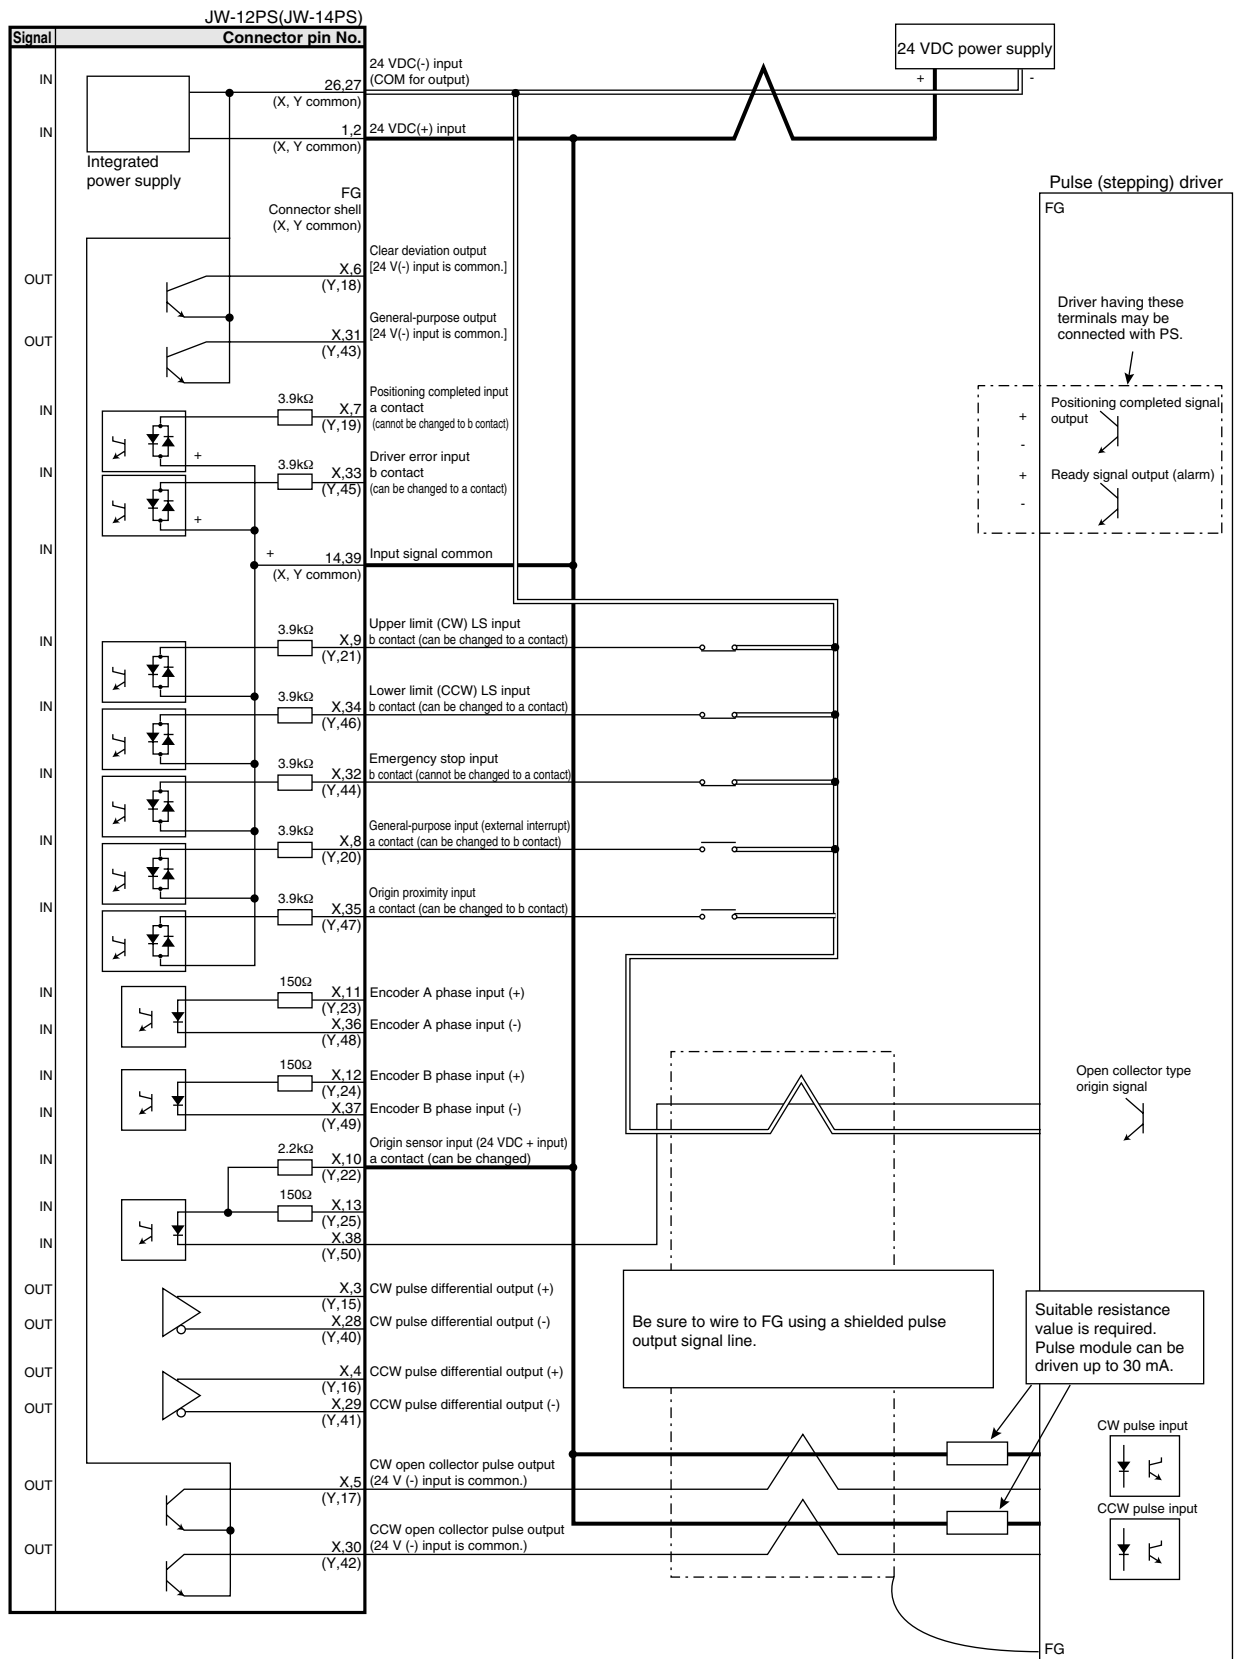 JW-12PS(JW-14PS)
Signal
Connector pin No.
24 VDC power supply
+
-
IN
26,27
(X, Y common)
24 VDC(-) input
(COM for output)
IN
1,2
(X, Y common)
24 VDC(+) input
Integrated
power supply
FG
Connector shell
(X, Y common)
Pulse (stepping) driver
FG
OUT
X,6
(Y,18)
Clear deviation output
[24 V(-) input is common.]
OUT
X,31
(Y,43)
General-purpose output
[24 V(-) input is common.]
Driver having these
terminals may be
connected with PS.
IN
3.9kΩ
X,7
(Y,19)
Positioning completed input
a contact
(cannot be changed to b contact)
+
+
Positioning completed signal
output
-
IN
3.9kΩ
X,33
(Y,45)
Driver error input
b contact
(can be changed to a contact)
+
+
Ready signal output (alarm)
-
IN
+
14,39
(X, Y common)
Input signal common
IN
3.9kΩ
X,9
(Y,21)
Upper limit (CW) LS input
b contact (can be changed to a contact)
IN
3.9kΩ
X,34
(Y,46)
Lower limit (CCW) LS input
b contact (can be changed to a contact)
IN
3.9kΩ
X,32
(Y,44)
Emergency stop input
b contact (cannot be changed to a contact)
IN
3.9kΩ
X,8
(Y,20)
General-purpose input (external interrupt)
a contact (can be changed to b contact)
IN
3.9kΩ
X,35
(Y,47)
Origin proximity input
a contact (can be changed to b contact)
IN
150Ω
X,11
(Y,23)
Encoder A phase input (+)
IN
X,36
(Y,48)
Encoder A phase input (-)
IN
150Ω
X,12
(Y,24)
Encoder B phase input (+)
IN
X,37
(Y,49)
Encoder B phase input (-)
Open collector type
origin signal
IN
2.2kΩ
X,10
(Y,22)
Origin sensor input (24 VDC + input)
a contact (can be changed)
IN
150Ω
X,13
(Y,25)
IN
X,38
(Y,50)
OUT
X,3
(Y,15)
CW pulse differential output (+)
OUT
X,28
(Y,40)
CW pulse differential output (-)
Be sure to wire to FG using a shielded pulse
output signal line.
Suitable resistance
value is required.
Pulse module can be
driven up to 30 mA.
OUT
X,4
(Y,16)
CCW pulse differential output (+)
OUT
X,29
(Y,41)
CCW pulse differential output (-)
CW pulse input
OUT
X,5
(Y,17)
CW open collector pulse output
(24 V (-) input is common.)
CCW pulse input
OUT
X,30
(Y,42)
CCW open collector pulse output
(24 V (-) input is common.)
FG